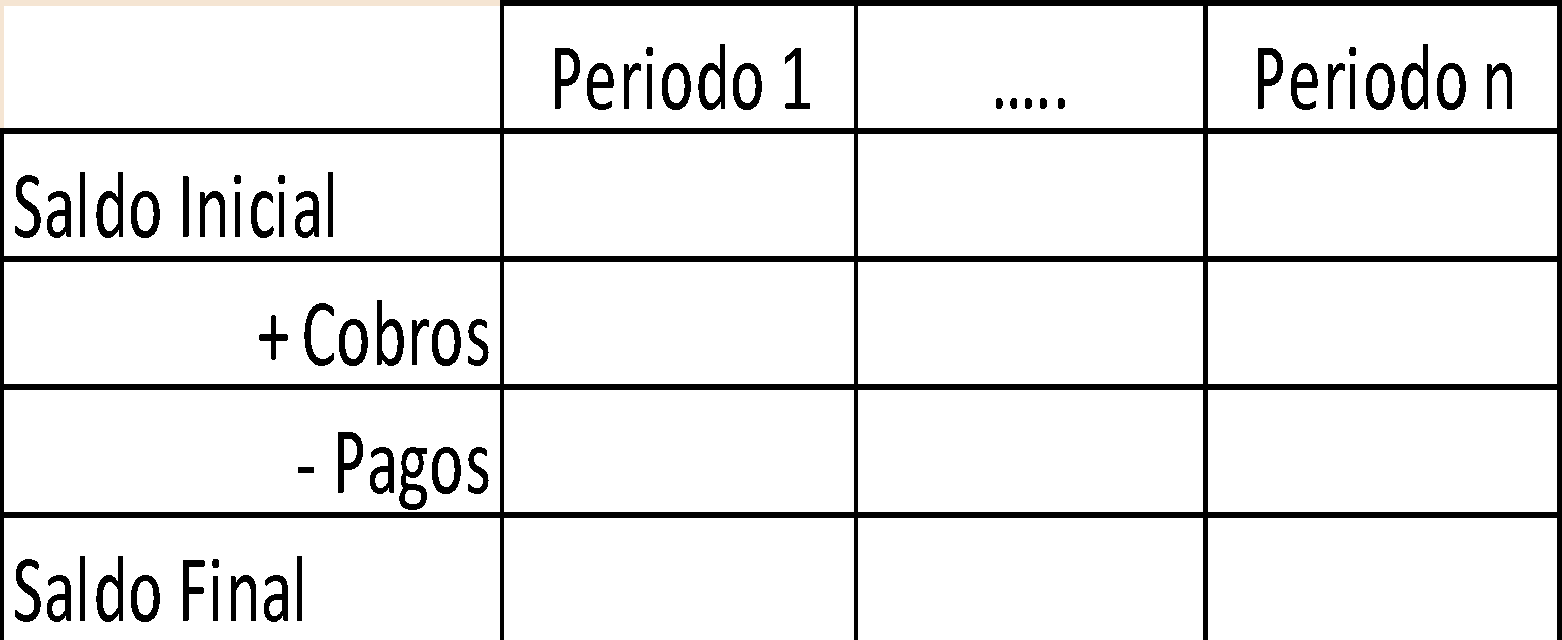 Periodo 1 ..... Periodo n
Saldo Inicial
+ Cobros
- Pagos
Saldo Final